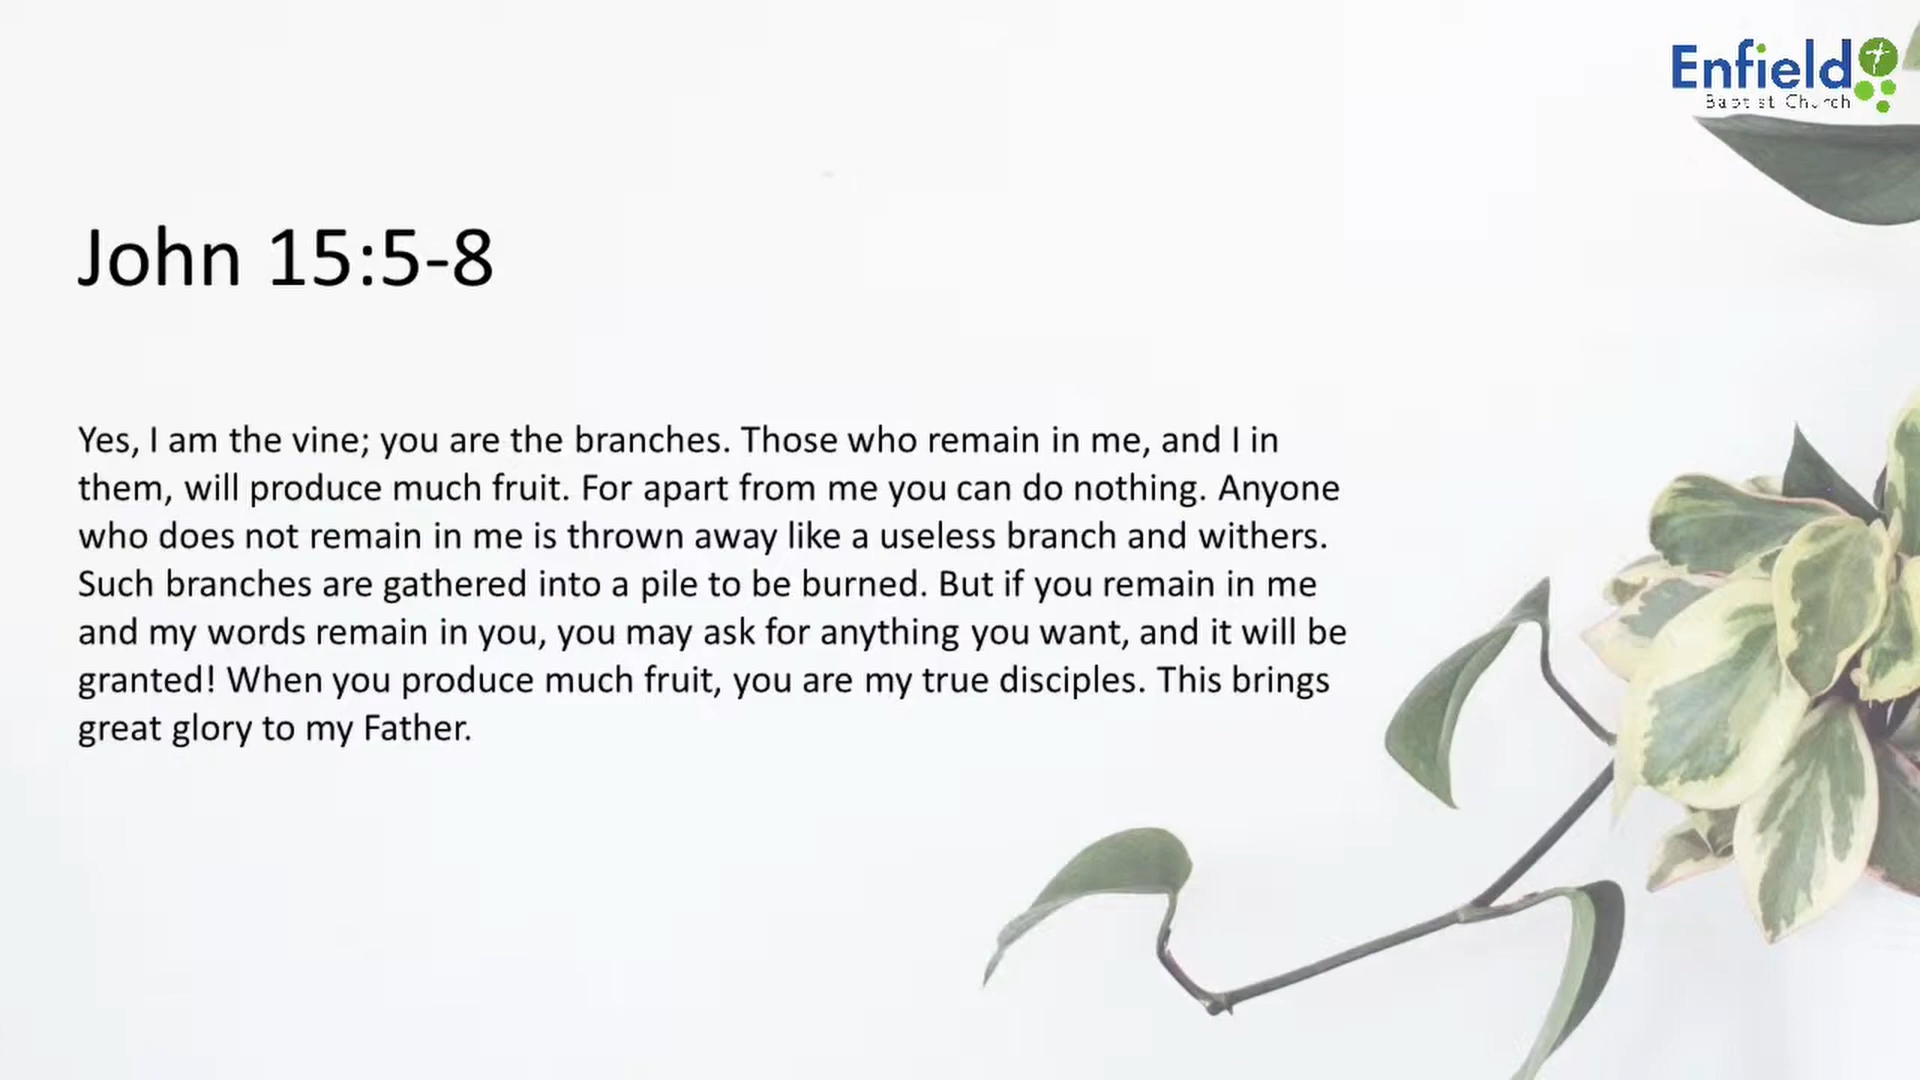 Enfield
Baptist Church
John 15:5-8
Yes, I am the vine; you are the branches. Those who remain in me, and I in
them, will produce much fruit. For apart from me you can do nothing. Anyone
who does not remain in me is thrown away like a useless branch and withers.
Such branches are gathered into a pile to be burned. But if you remain in me
and my words remain in you, you may ask for anything you want, and it will be
granted! When you produce much fruit, you are my true disciples. This brings
great glory to my Father.